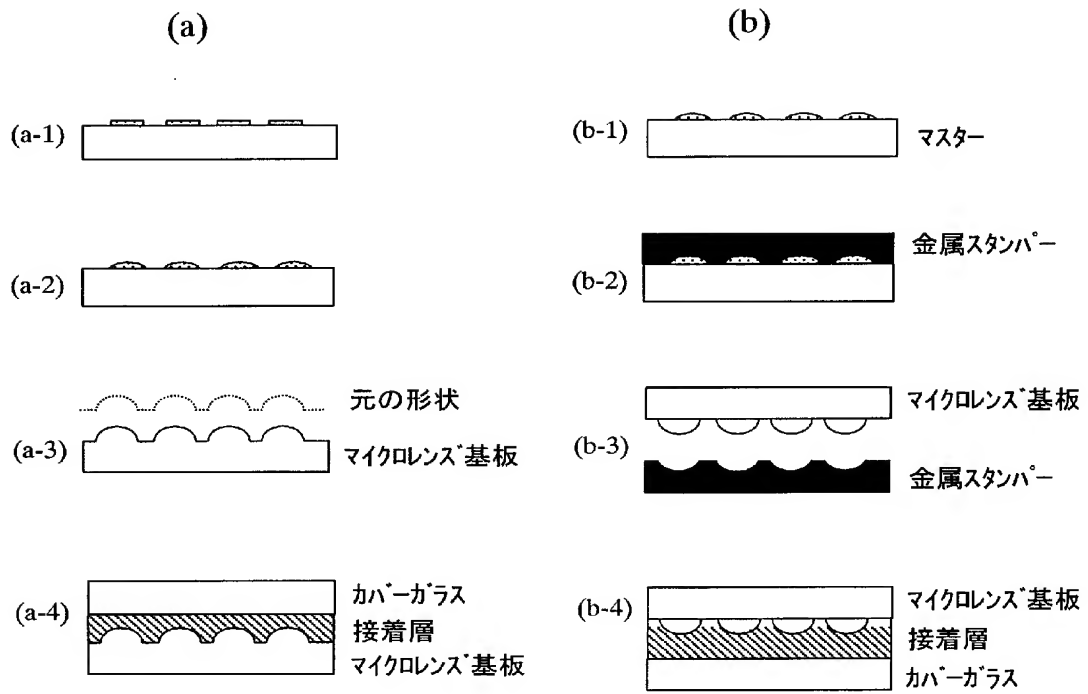 (a)
(a-1)
(a-2)
元の形状
(a-3)
マイクロレンズ基板
(a-4)
カバーガラス
接着層
マイクロレンズ基板
(b)
(b-1)
マスター
金属スタンパー
(b-2)
マイクロレンズ基板
(b-3)
金属スタンパー
マイクロレンズ基板
(b-4)
接着層
カバーガラス